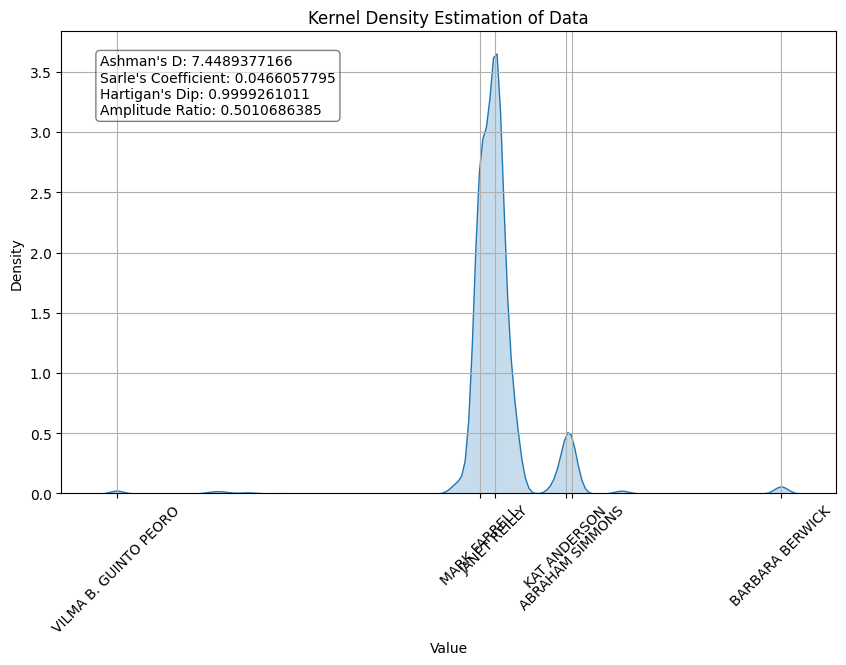 Kernel Density Estimation of Data
Ashman's D: 7.4489377166
Sarle's Coefficient: 0.0466057795
Hartigan's Dip: 0.9999261011
Amplitude Ratio: 0.5010686385
Density
3.5
3.0
2.5
2.0
1.5
1.0
0.5
0.0
VILMA B. GUINTO PEORO
MARK FARRELL
JANET REILLY
KAT ANDERSON
ABRAHAM SIMMONS
BARBARA BERWICK
Value